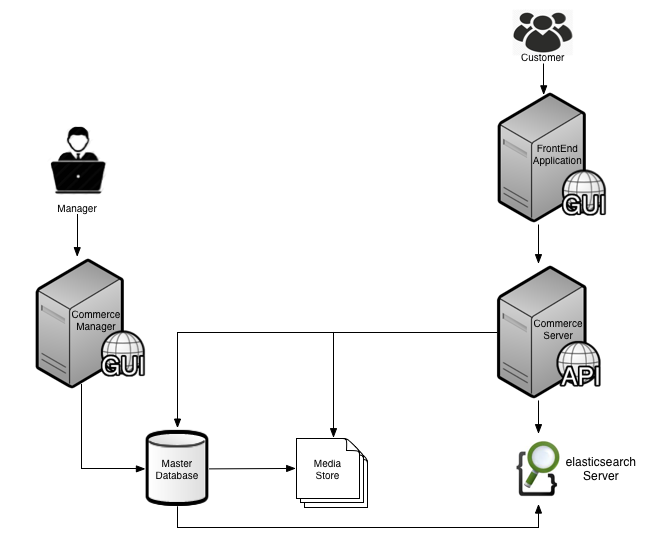 Customer
FrontEnd
Application
GUI
Manager
Commerce
Manager
GUI
Commerce
Server
API
Master
Database
Media
Store
elasticsearch
Server